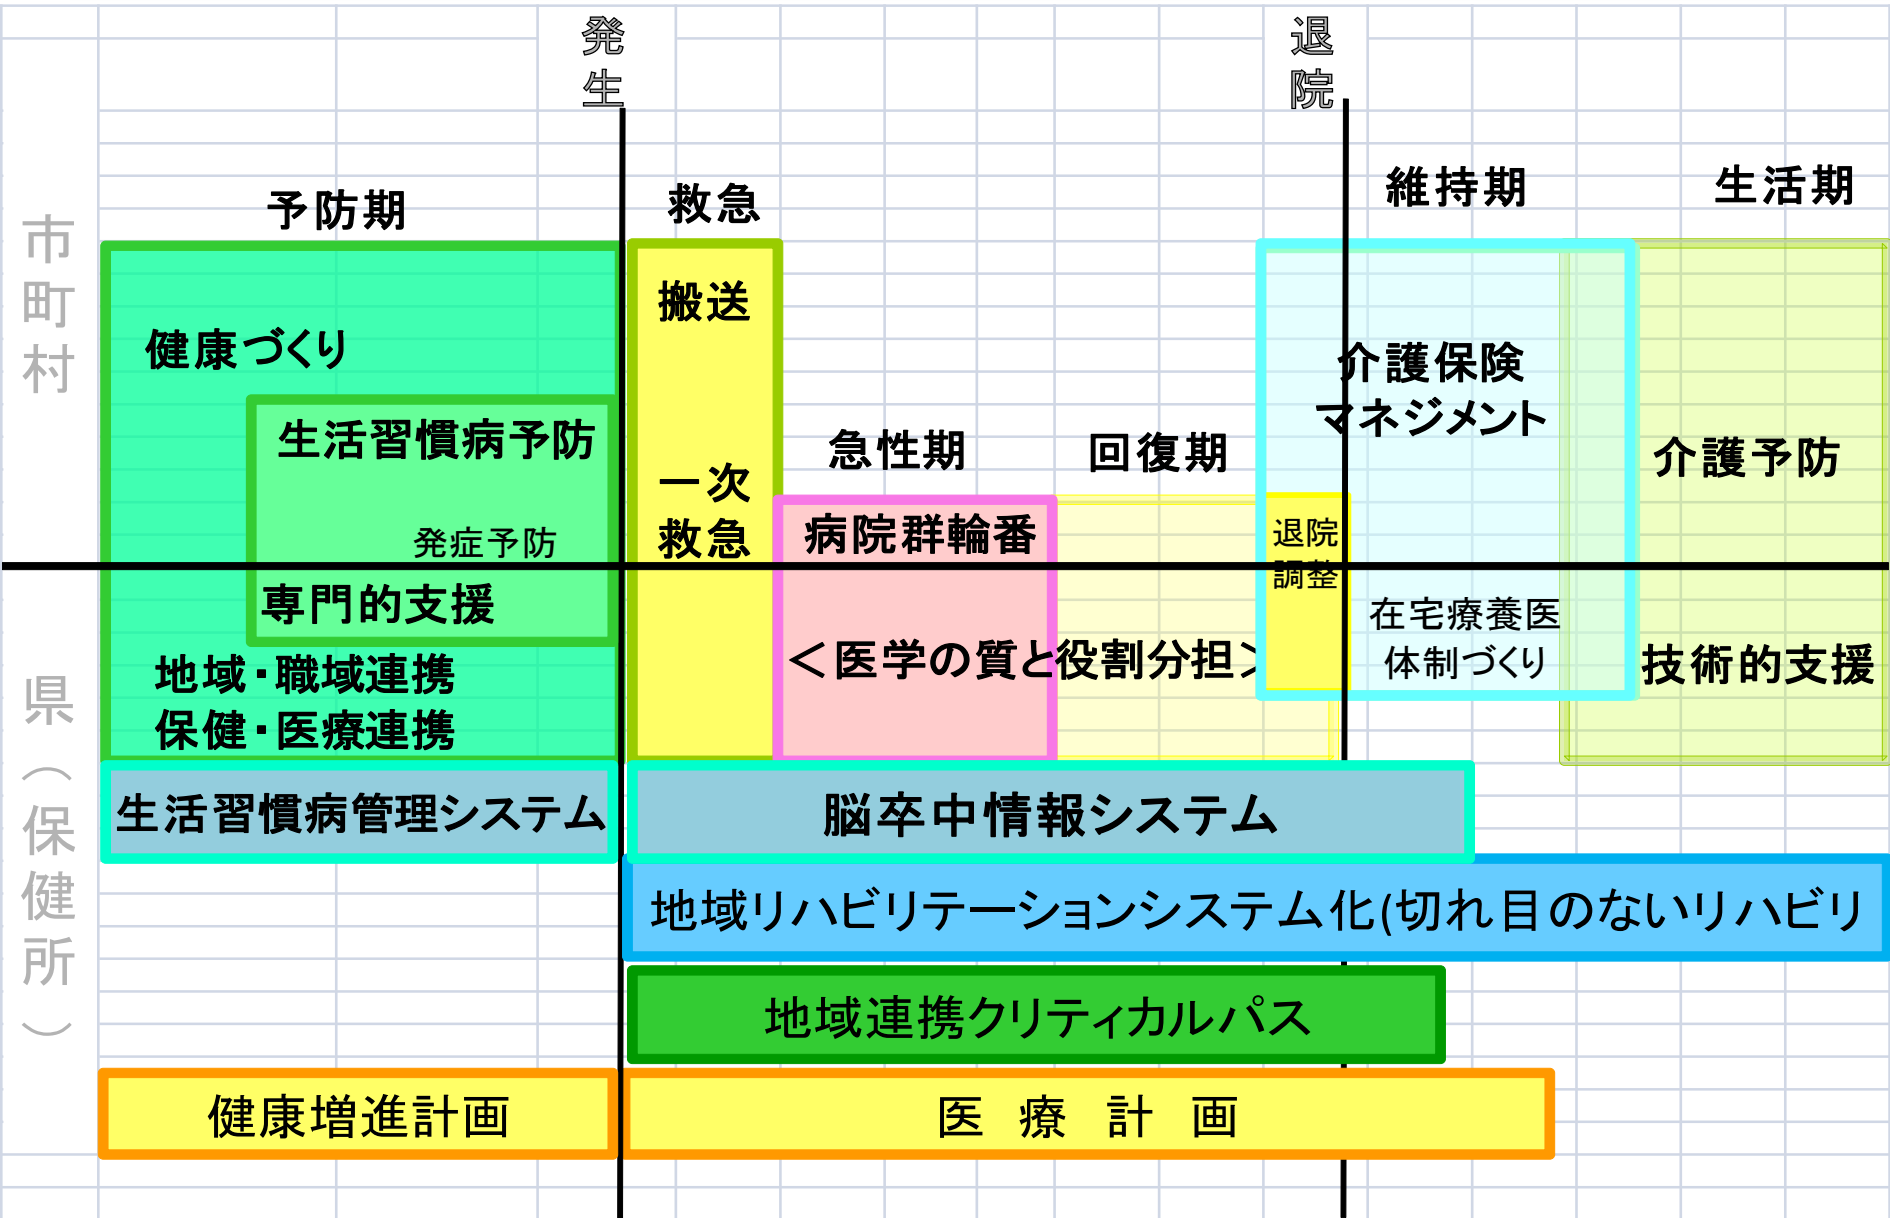 発生
退院
市町村
県（保健所）
予防期
救急
急性期
回復期
維持期
生活期
健康づくり
生活習慣病予防
発症予防
専門的支援
地域・職域連携
保健・医療連携
搬送
一次
救急
病院群輪番
＜医学の質と役割分担＞
退院
調整
介護保険
マネジメント
在宅療養医
体制づくり
介護予防
技術的支援
生活習慣病管理システム
脳卒中情報システム
地域リハビリテーションシステム化(切れ目のないリハビリ
地域連携クリティカルパス
健康増進計画
医 療 計 画